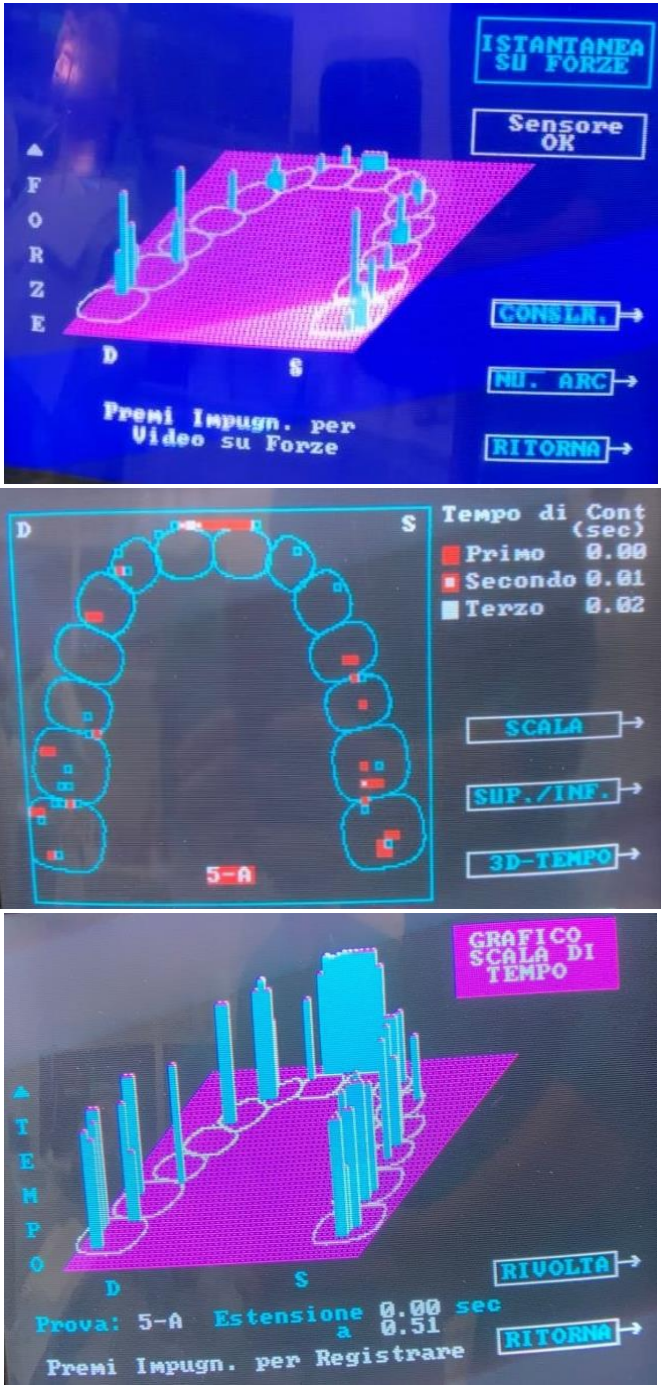 ISTANTANEA
SU FORZE
Sensore
OK
FORZE
CONSLR.
NU. ARC
RITORNA
D
S
Premi Impugn. per
Video su Forze
D
S
Tempo di Cont
(sec)
Primo 0.00
Secondo 0.01
Terzo 0.02
SCALA
SUP./INF.
3D-TEMPO
5-A
GRAFICO
SCALA DI
TEMPO
TEMPO
D
S
RIVOLTA
Prova: 5-A Estensione 0.00 sec
a 0.51
RITORNA
Premi Impugn. per Registrare